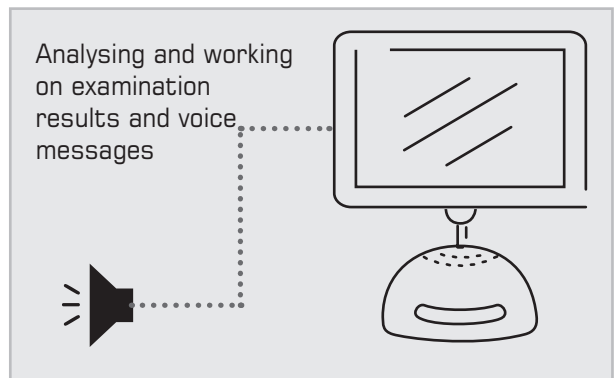 Analysing and working
on examination
results and voice
messages